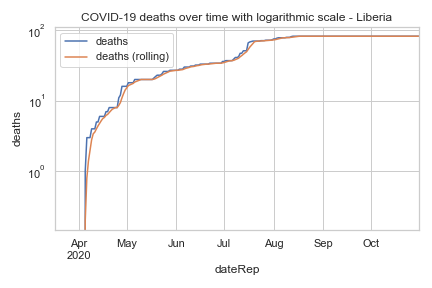 COVID-19 deaths over time with logarithmic scale - Liberia
10²
deaths
deaths (rolling)
10¹
10⁰
deaths
Apr May Jun Jul Aug Sep Oct
2020
dateRep